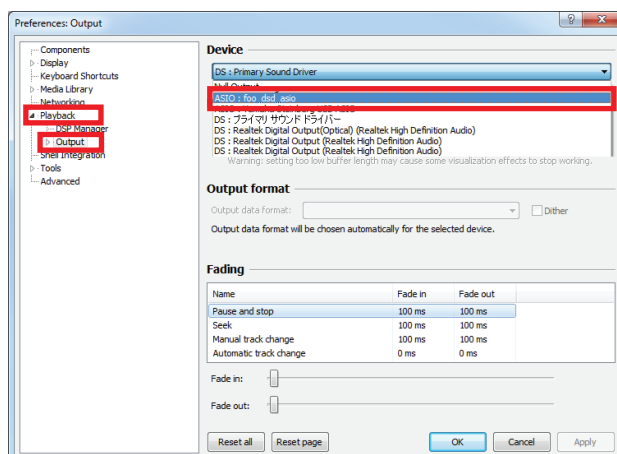 Preferences: Output
Components
Display
Keyboard Shortcuts
Media Library
Networking
Playback
DSP Manager
Output
Shell Integration
Tools
Advanced
Device
DS : Primary Sound Driver
Null Output
ASIO : foo_dsd_asio
ASIO : Yamaha Steinberg USB ASIO
DS : プライマリ サウンド ドライバー
DS : Realtek Digital Output(Optical) (Realtek High Definition Audio)
DS : Realtek Digital Output (Realtek High Definition Audio)
DS : Realtek Digital Output (Realtek High Definition Audio)
Warning: setting too low buffer length may cause some visualization effects to stop working.
Output format
Output data format:
Dither
Output data format will be chosen automatically for the selected device.
Fading
Name Fade in Fade out
Pause and stop 100 ms 100 ms
Seek 100 ms 100 ms
Manual track change 100 ms 100 ms
Automatic track change 0 ms 0 ms
Fade in:
Fade out:
Reset all Reset page OK Cancel Apply